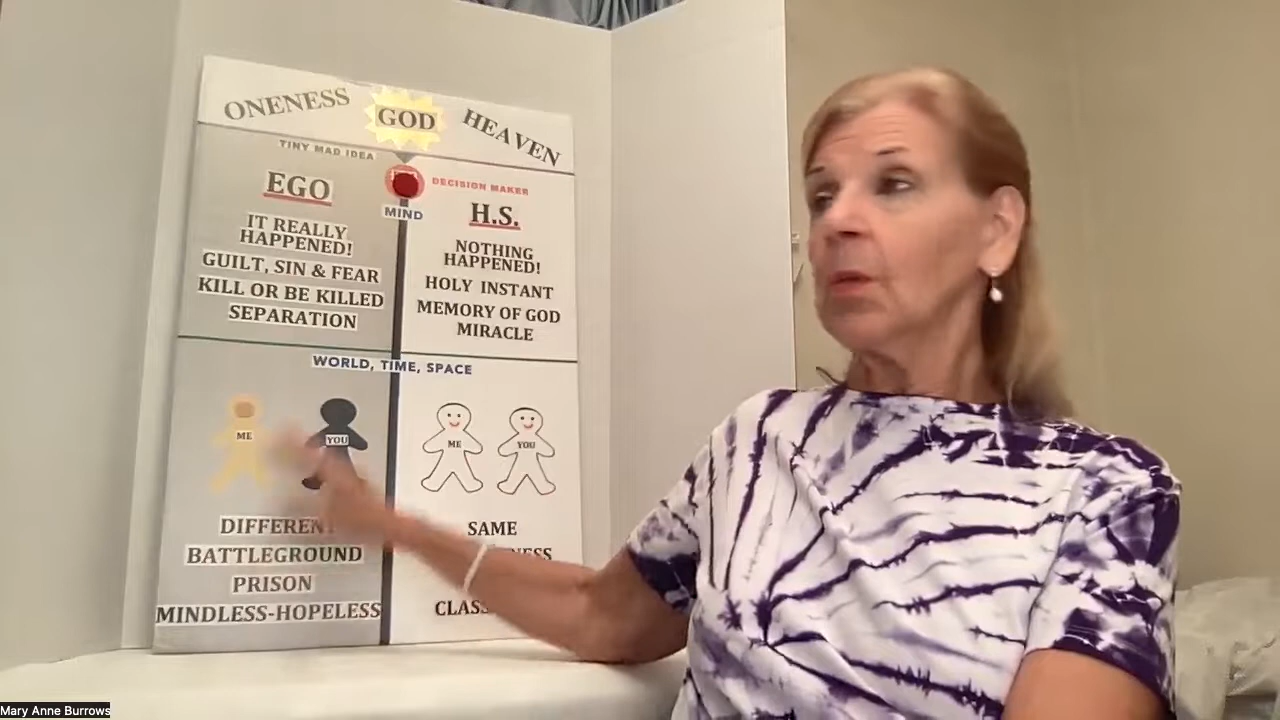 ONENESS GOD HEAVEN
TINY MAD IDEA
DECISION MAKER
MIND
EGO
IT REALLY
HAPPENED!
GUILT, SIN & FEAR
KILL OR BE KILLED
SEPARATION
H.S.
NOTHING
HAPPENED!
HOLY INSTANT
MEMORY OF GOD
MIRACLE
WORLD, TIME, SPACE
ME
YOU
ME
YOU
DIFFERENT
BATTLEGROUND
PRISON
MINDLESS-HOPELESS
SAME
Mary Anne Burrows